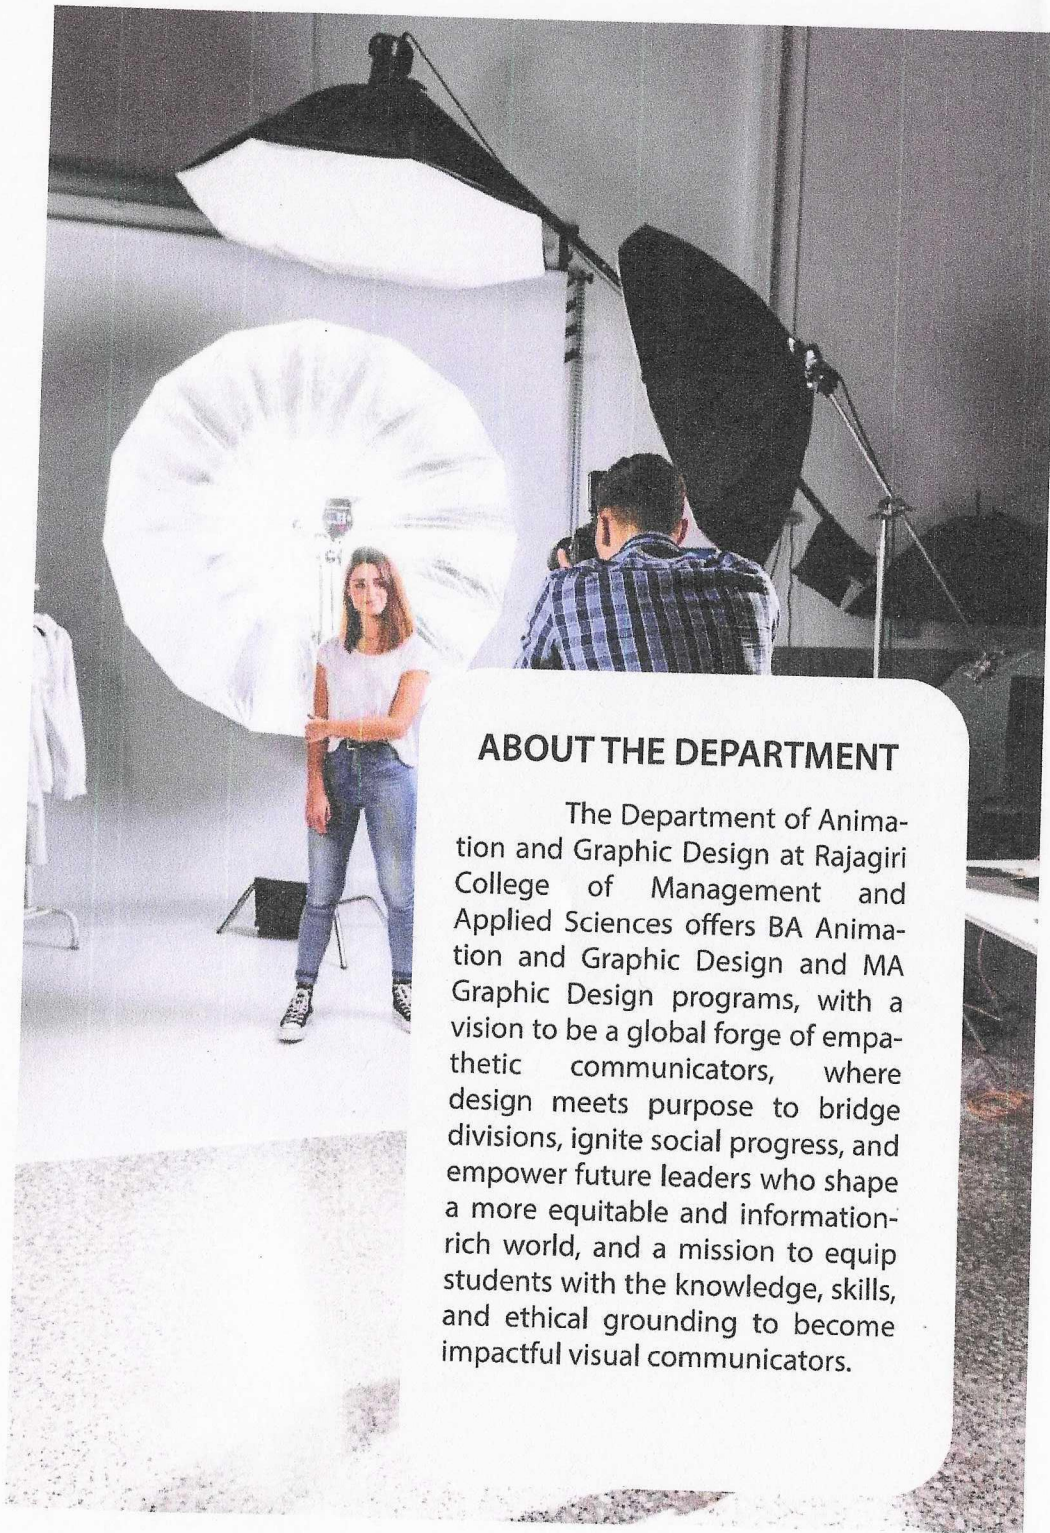 ABOUT THE DEPARTMENT
The Department of Anima-
tion and Graphic Design at Rajagiri
College of Management and
Applied Sciences offers BA Anima-
tion and Graphic Design and MA
Graphic Design programs, with a
vision to be a global forge of empa-
thetic communicators, where
design meets purpose to bridge
divisions, ignite social progress, and
empower future leaders who shape
a more equitable and information-
rich world, and a mission to equip
students with the knowledge, skills,
and ethical grounding to become
impactful visual communicators.